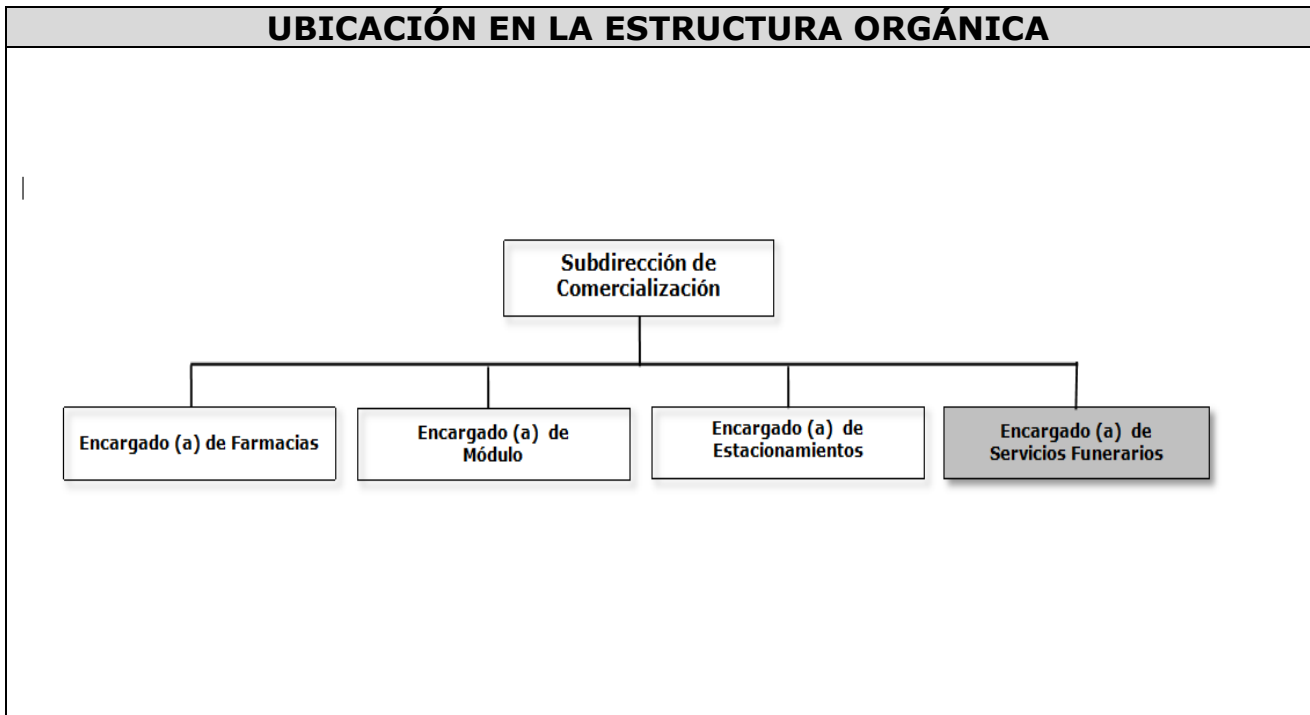 UBICACIÓN EN LA ESTRUCTURA ORGÁNICA
Subdirección de
Comercialización
Encargado (a) de Farmacias
Encargado (a) de
Módulo
Encargado (a) de
Estacionamientos
Encargado (a) de
Servicios Funerarios